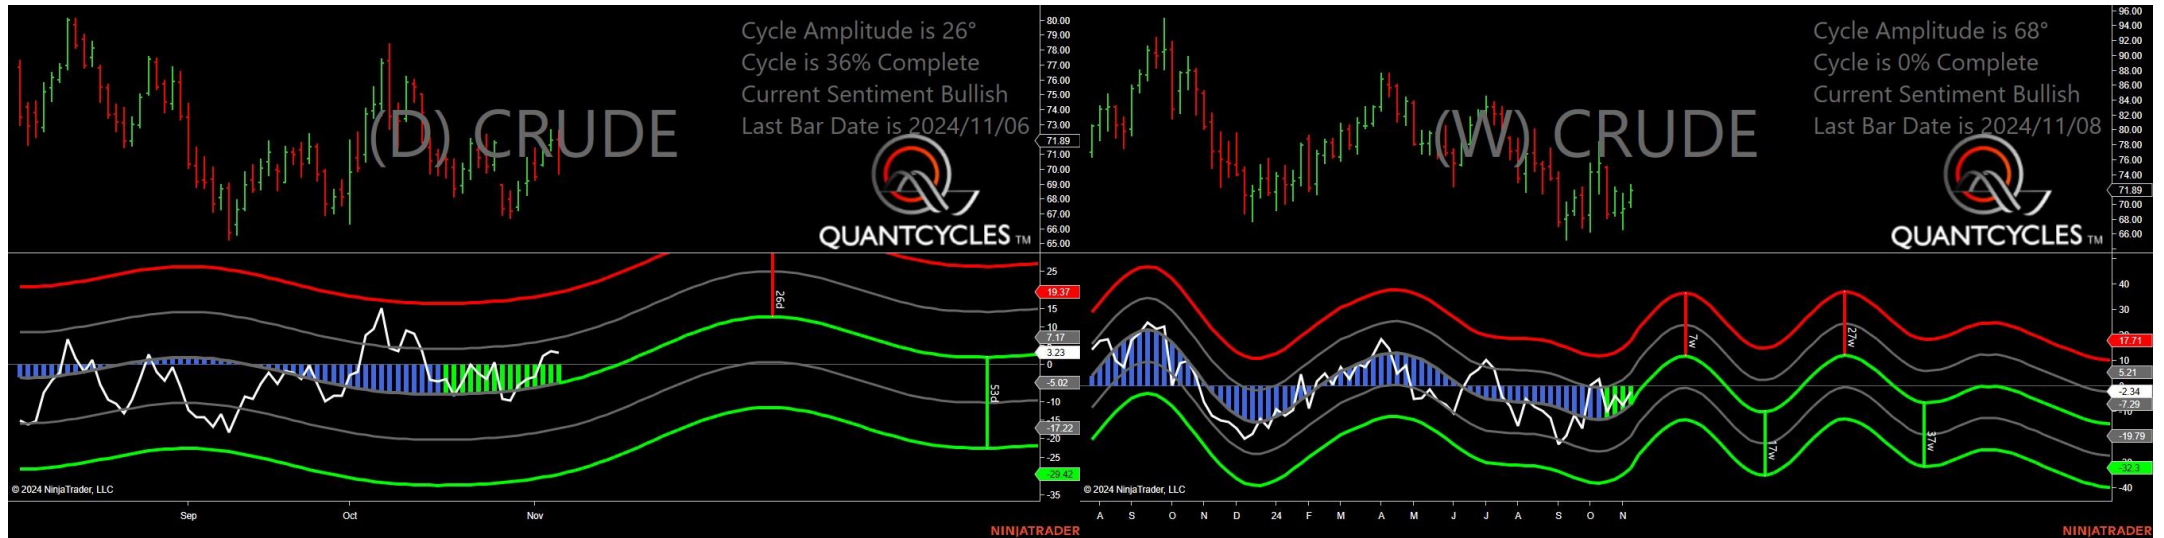 Cycle Amplitude is 26°
Cycle is 36% Complete
Current Sentiment Bullish
Last Bar Date is 2024/11/06
(D) CRUDE
QUANTCYCLES TM
80.00
79.00
78.00
77.00
76.00
75.00
74.00
73.00
71.89
71.00
70.00
69.00
68.00
67.00
66.00
65.00
26d
53d
25
19.37
15
10
7.17
3.23
0
-5.02
-10
-17.22
-20
-25
-29.42
-35
© 2024 NinjaTrader, LLC
Sep
Oct
Nov
NINJATRADER
Cycle Amplitude is 68°
Cycle is 0% Complete
Current Sentiment Bullish
Last Bar Date is 2024/11/08
(W) CRUDE
QUANTCYCLES TM
96.00
94.00
92.00
90.00
88.00
86.00
84.00
82.00
80.00
78.00
76.00
74.00
71.89
70.00
68.00
66.00
7w
17w
27w
37w
40
30
20
17.71
10
5.21
-2.34
-7.29
-19.79
-32.3
-40
© 2024 NinjaTrader, LLC
A S O N D 24 F M A M J J A S O N
NINJATRADER